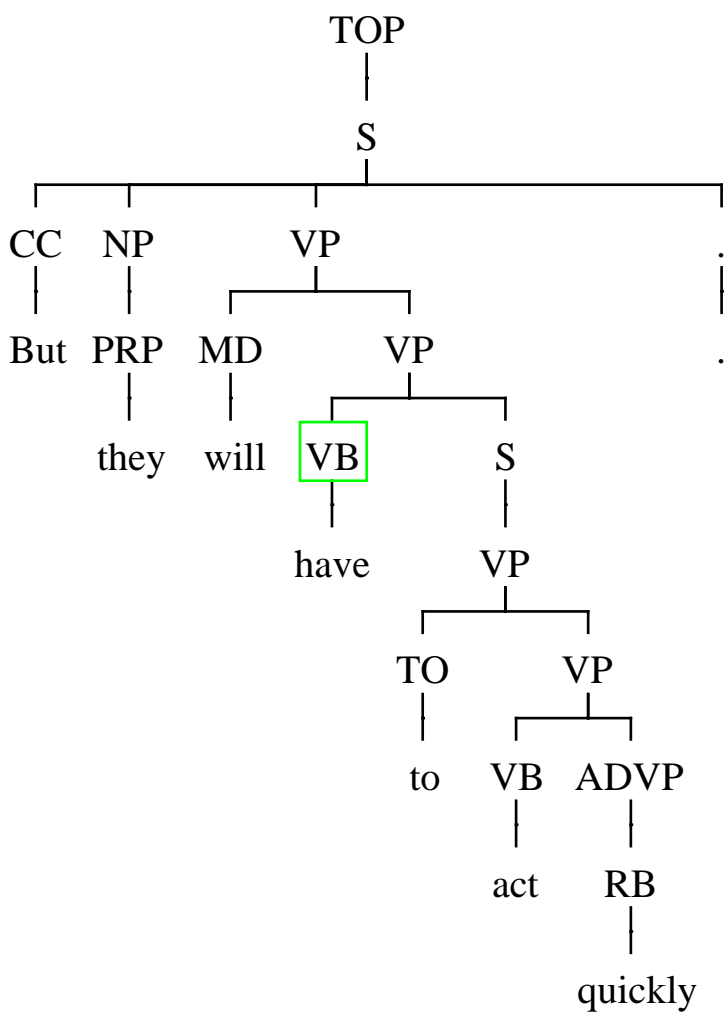 TOP
S
CC NP VP .
But PRP MD VP .
they will VB S
have VP
TO VP
to VB ADVP
act RB
quickly